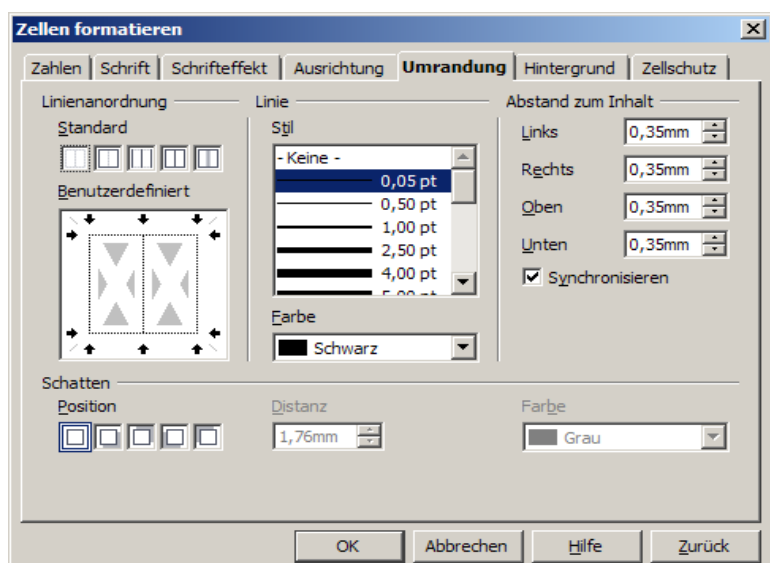 Zellen formatieren
Zahlen Schrift Schrifteffekt Ausrichtung Umrandung Hintergrund Zellschutz
Linienanordnung Linie Abstand zum Inhalt
Standard Stil Links 0,35mm
- Keine -
0,05 pt Rechts 0,35mm
Benutzerdefiniert 0,50 pt
1,00 pt Oben 0,35mm
2,50 pt Unten 0,35mm
4,00 pt Synchronisieren
5,00 pt
Farbe
Schwarz
Schatten
Position Distanz Farbe
1,76mm Grau
OK Abbrechen Hilfe Zurück